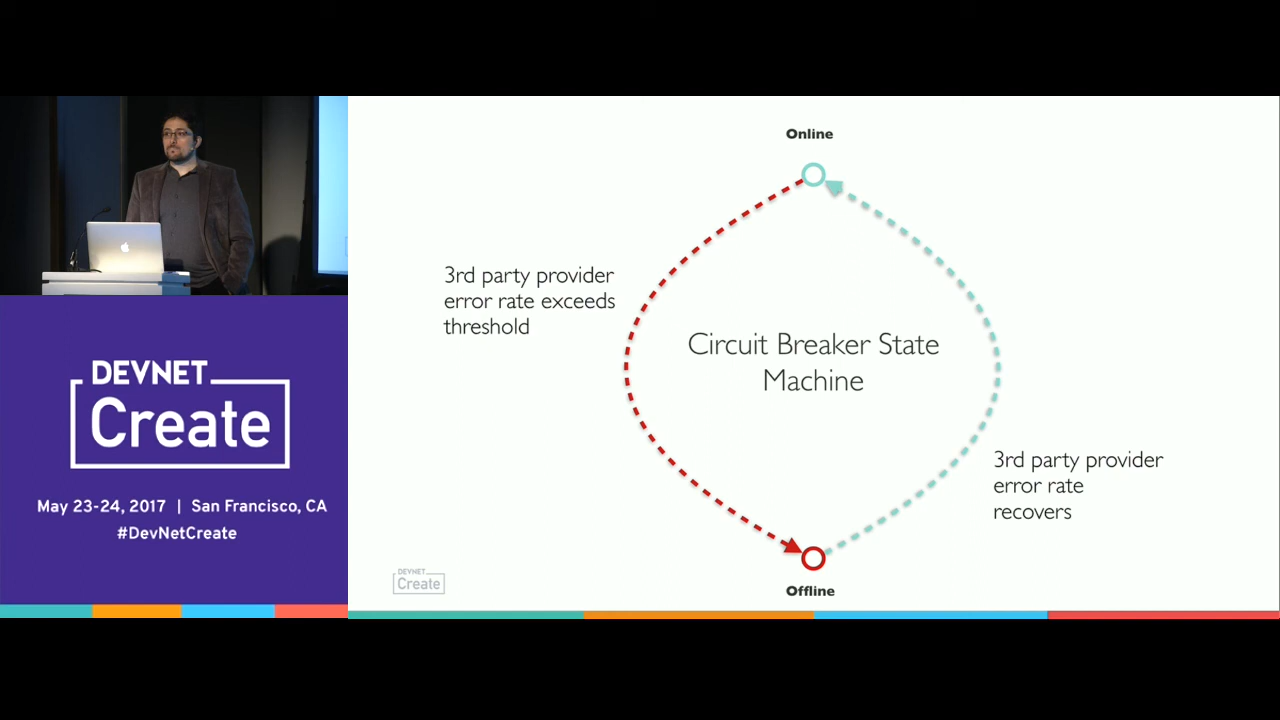 DEVNET
Create
May 23-24, 2017 | San Francisco, CA
#DevNetCreate
Online
3rd party provider
error rate exceeds
threshold
Circuit Breaker State
Machine
3rd party provider
error rate
recovers
Offline
DEVNET
Create